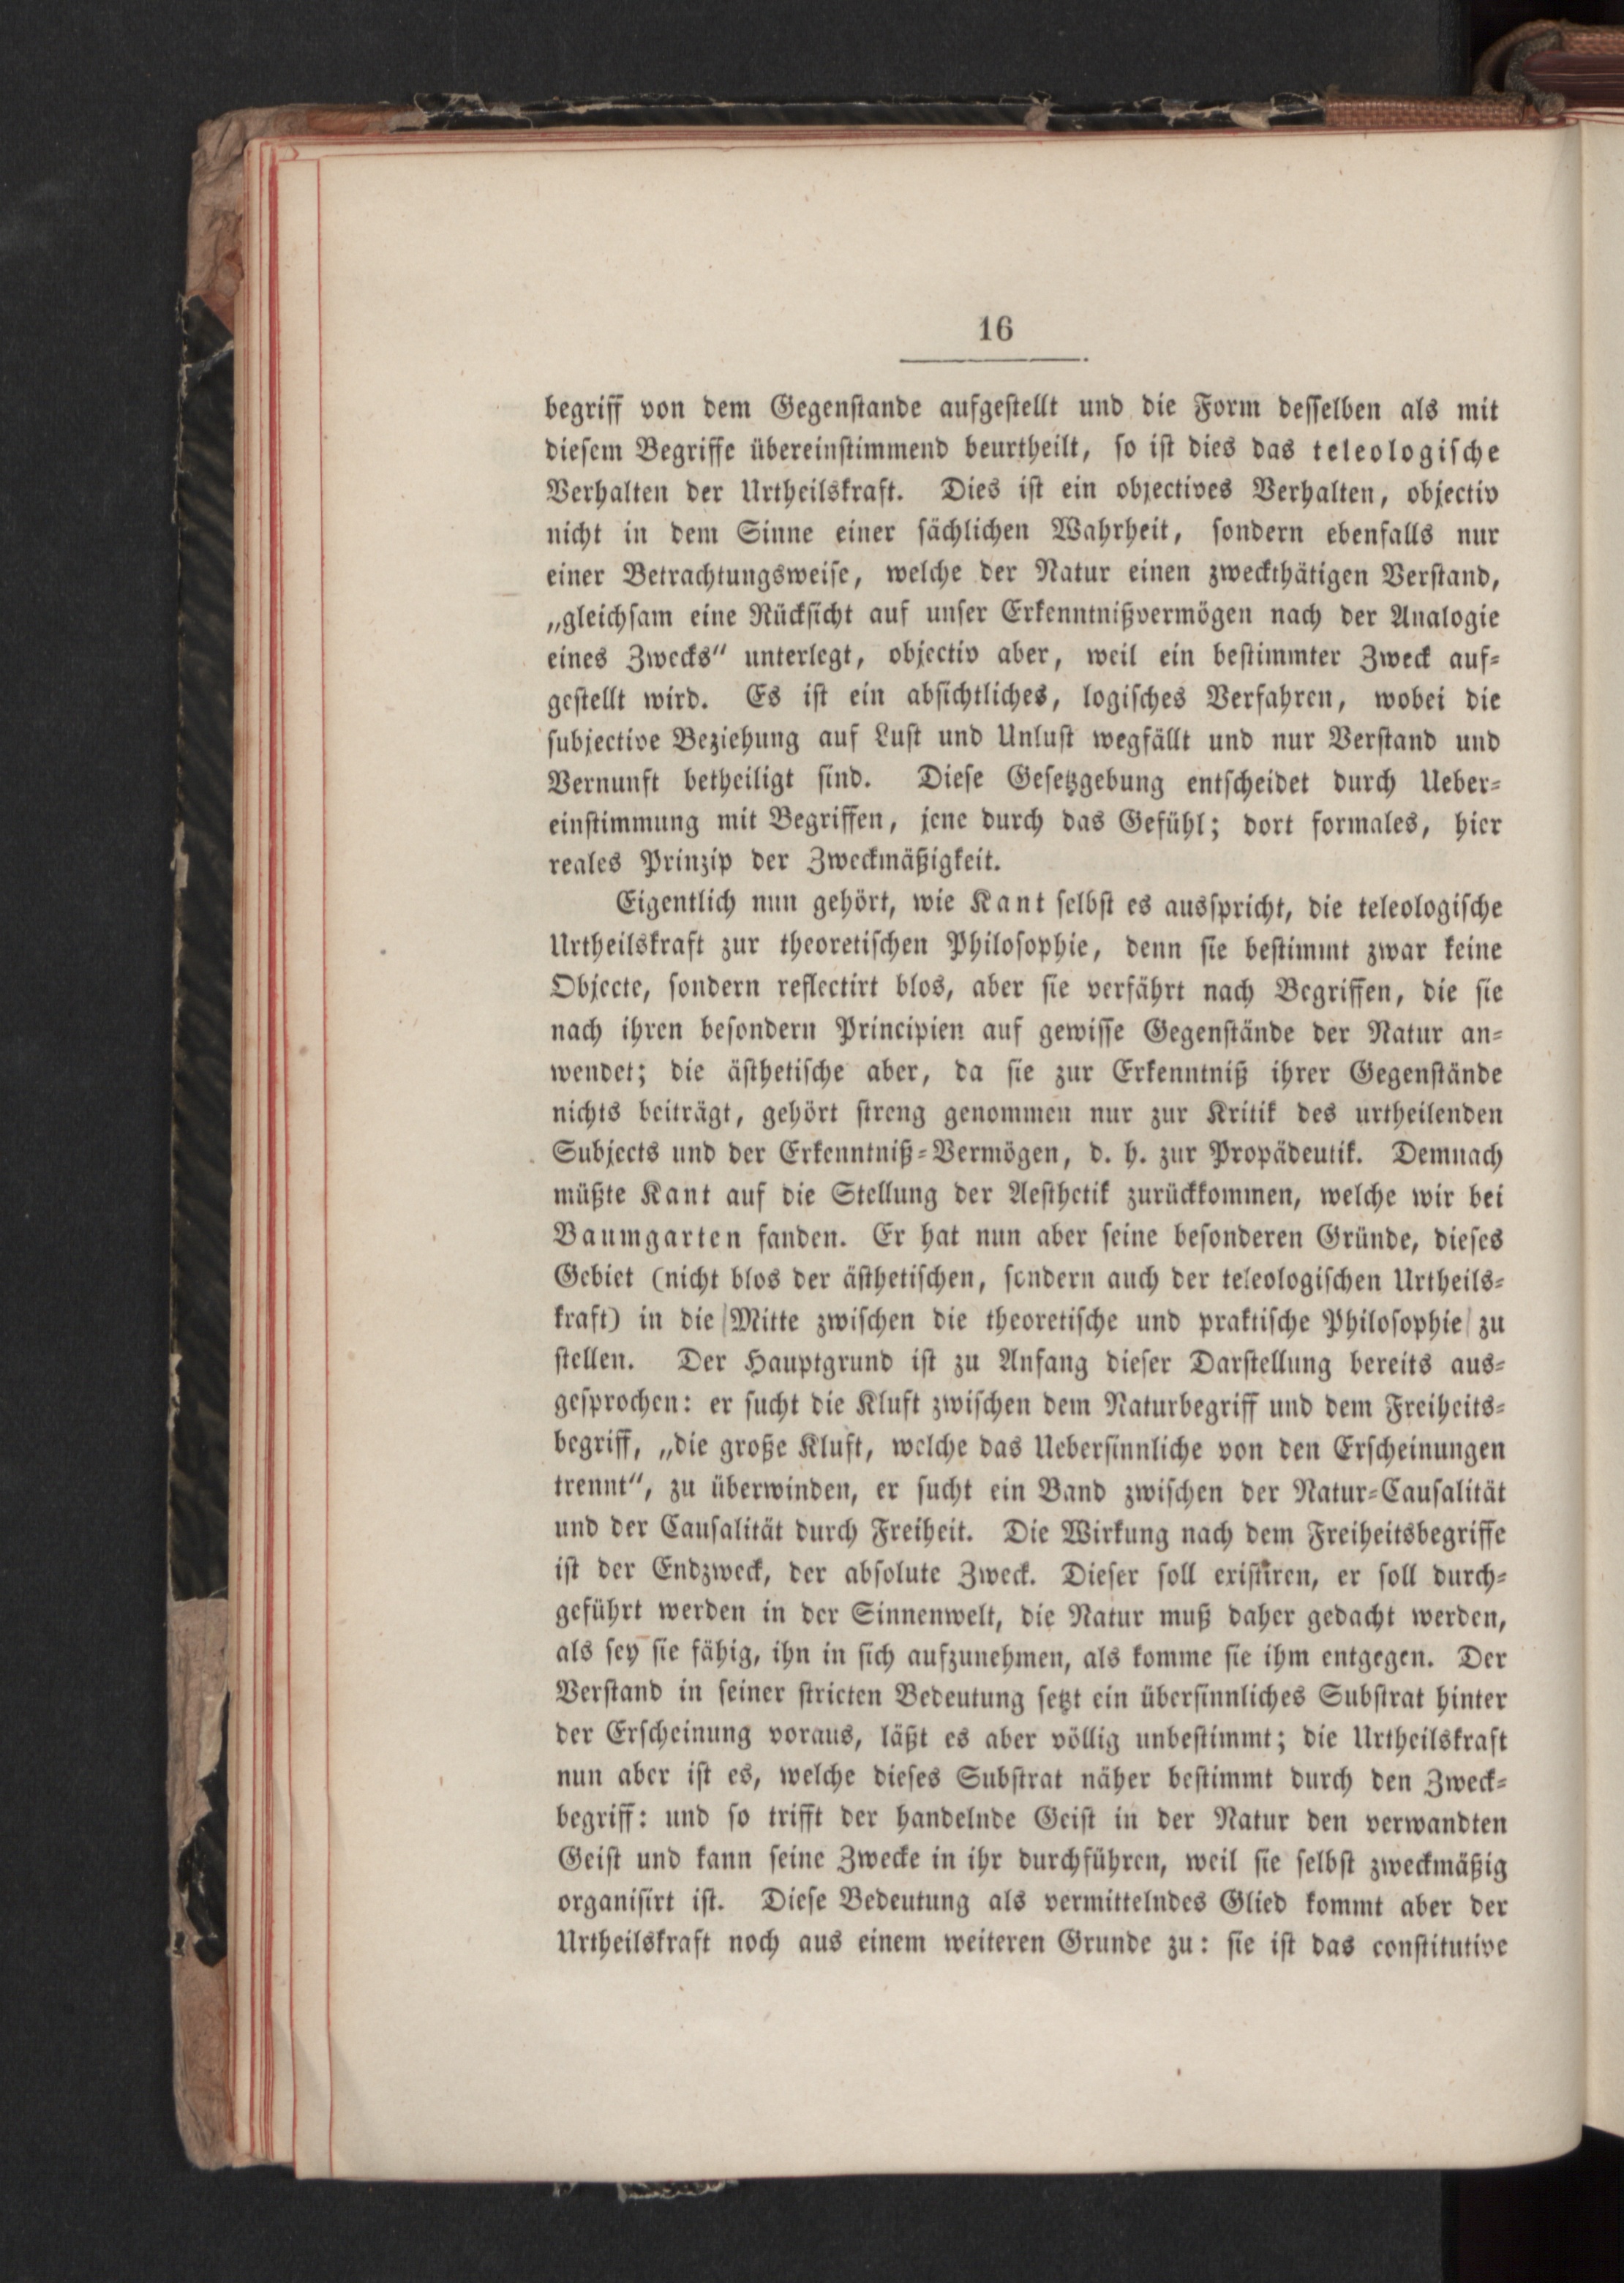 16
begriff von dem Gegenstande aufgestellt und die Form desselben als mit
diesem Begriffe übereinstimmend beurtheilt, so ist dies das teleologische
Verhalten der Urtheilskraft. Dies ist ein objectives Verhalten, objectiv
nicht in dem Sinne einer sächlichen Wahrheit, sondern ebenfalls nur
einer Betrachtungsweise, welche der Natur einen zweckthätigen Verstand,
„gleichsam eine Rücksicht auf unser Erkenntnißvermögen nach der Analogie
eines Zwecks“ unterlegt, objectiv aber, weil ein bestimmter Zweck auf-
gestellt wird. Es ist ein absichtliches, logisches Verfahren, wobei die
subjective Beziehung auf Lust und Unlust wegfällt und nur Verstand und
Vernunft betheiligt sind. Diese Gesetzgebung entscheidet durch Ueber-
einstimmung mit Begriffen, jene durch das Gefühl; dort formales, hier
reales Prinzip der Zweckmäßigkeit.
Eigentlich nun gehört, wie Kant selbst es ausspricht, die teleologische
Urtheilskraft zur theoretischen Philosophie, denn sie bestimmt zwar keine
Objecte, sondern reflectirt blos, aber sie verfährt nach Begriffen, die sie
nach ihren besondern Principien auf gewisse Gegenstände der Natur an-
wendet; die ästhetische aber, da sie zur Erkenntniß ihrer Gegenstände
nichts beiträgt, gehört streng genommen nur zur Kritik des urtheilenden
Subjects und der Erkenntniß-Vermögen, d. h. zur Propädeutik. Demnach
müßte Kant auf die Stellung der Aesthetik zurückkommen, welche wir bei
Baumgarten fanden. Er hat nun aber seine besonderen Gründe, dieses
Gebiet (nicht blos der ästhetischen, sondern auch der teleologischen Urtheils-
kraft) in die Mitte zwischen die theoretische und praktische Philosophie zu
stellen. Der Hauptgrund ist zu Anfang dieser Darstellung bereits aus-
gesprochen: er sucht die Kluft zwischen dem Naturbegriff und dem Freiheits-
begriff, „die große Kluft, welche das Uebersinnliche von den Erscheinungen
trennt“, zu überwinden, er sucht ein Band zwischen der Natur-Causalität
und der Causalität durch Freiheit. Die Wirkung nach dem Freiheitsbegriffe
ist der Endzweck, der absolute Zweck. Dieser soll existiren, er soll durch-
geführt werden in der Sinnenwelt, die Natur muß daher gedacht werden,
als sey sie fähig, ihn in sich aufzunehmen, als komme sie ihm entgegen. Der
Verstand in seiner stricten Bedeutung setzt ein übersinnliches Substrat hinter
der Erscheinung voraus, läßt es aber völlig unbestimmt; die Urtheilskraft
nun aber ist es, welche dieses Substrat näher bestimmt durch den Zweck-
begriff: und so trifft der handelnde Geist in der Natur den verwandten
Geist und kann seine Zwecke in ihr durchführen, weil sie selbst zweckmäßig
organisirt ist. Diese Bedeutung als vermittelndes Glied kommt aber der
Urtheilskraft noch aus einem weiteren Grunde zu: sie ist das constitutive